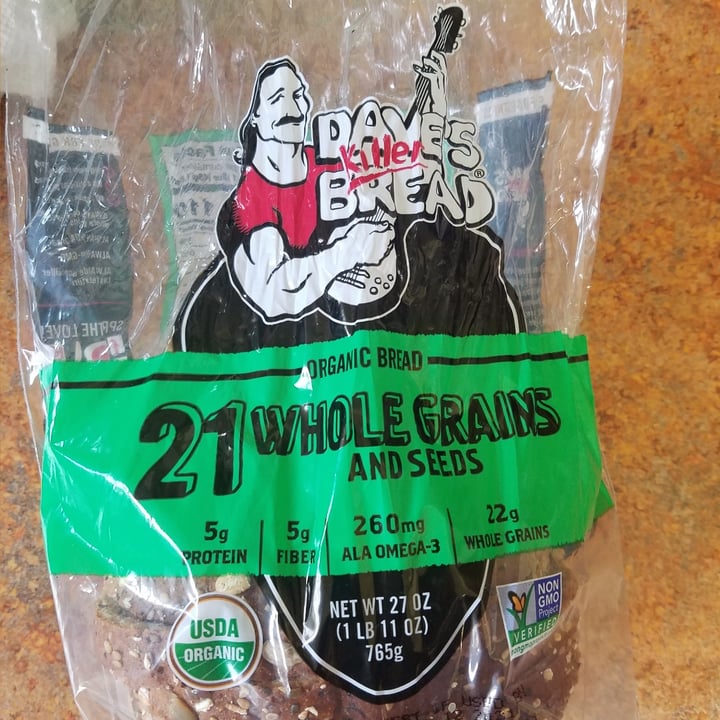 DAVE'S
Killer
BREAD®
ORGANIC BREAD
21 WHOLE GRAINS
AND SEEDS
5g
PROTEIN
5g
FIBER
260mg
ALA OMEGA-3
22g
WHOLE GRAINS
USDA
ORGANIC
NET WT 27 OZ
(1 LB 11 OZ)
765g
NON
GMO
Project
VERIFIED